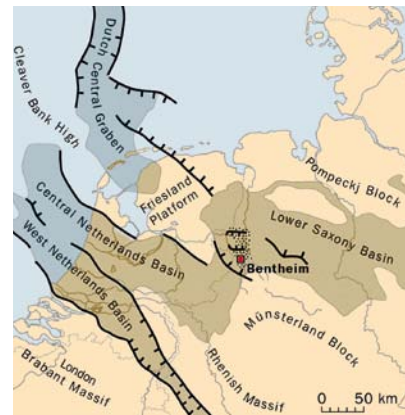 Dutch
Central Graben
Cleaver Bank High
Friesland
Platform
Pompeckj Block
Central Netherlands Basin
Lower Saxony Basin
West Netherlands Basin
Bentheim
Münsterland Block
London
Brabant Massif
Rhenish Massif
0 50 km